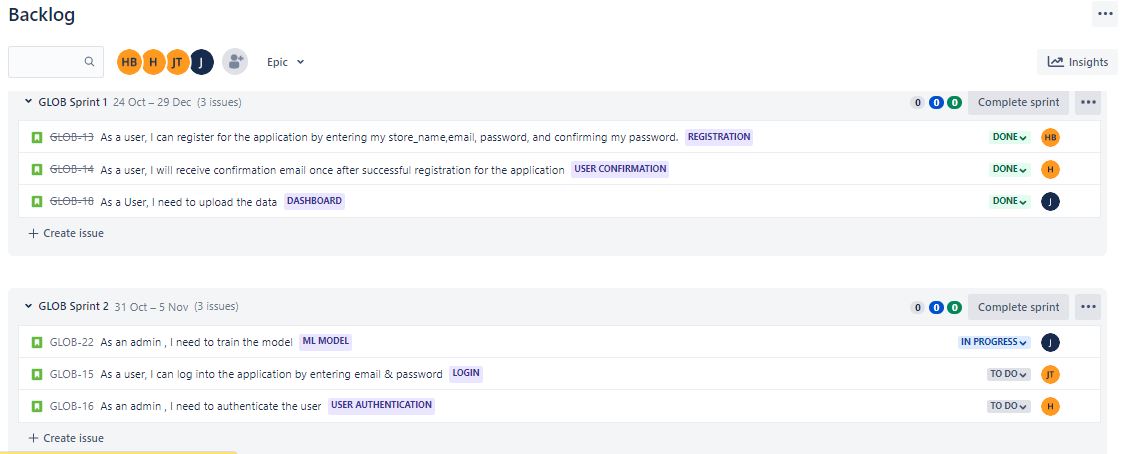 Backlog
HB H JT J Epic Insights
GLOB Sprint 1 24 Oct – 29 Dec (3 issues) 0 0 0 Complete sprint
GLOB-13 As a user, I can register for the application by entering my store_name,email, password, and confirming my password. REGISTRATION DONE HB
GLOB-14 As a user, I will receive confirmation email once after successful registration for the application USER CONFIRMATION DONE H
GLOB-18 As a User, I need to upload the data DASHBOARD DONE J
+ Create issue
GLOB Sprint 2 31 Oct – 5 Nov (3 issues) 0 0 0 Complete sprint
GLOB-22 As an admin , I need to train the model ML MODEL IN PROGRESS J
GLOB-15 As a user, I can log into the application by entering email & password LOGIN TO DO JT
GLOB-16 As an admin , I need to authenticate the user USER AUTHENTICATION TO DO H
+ Create issue